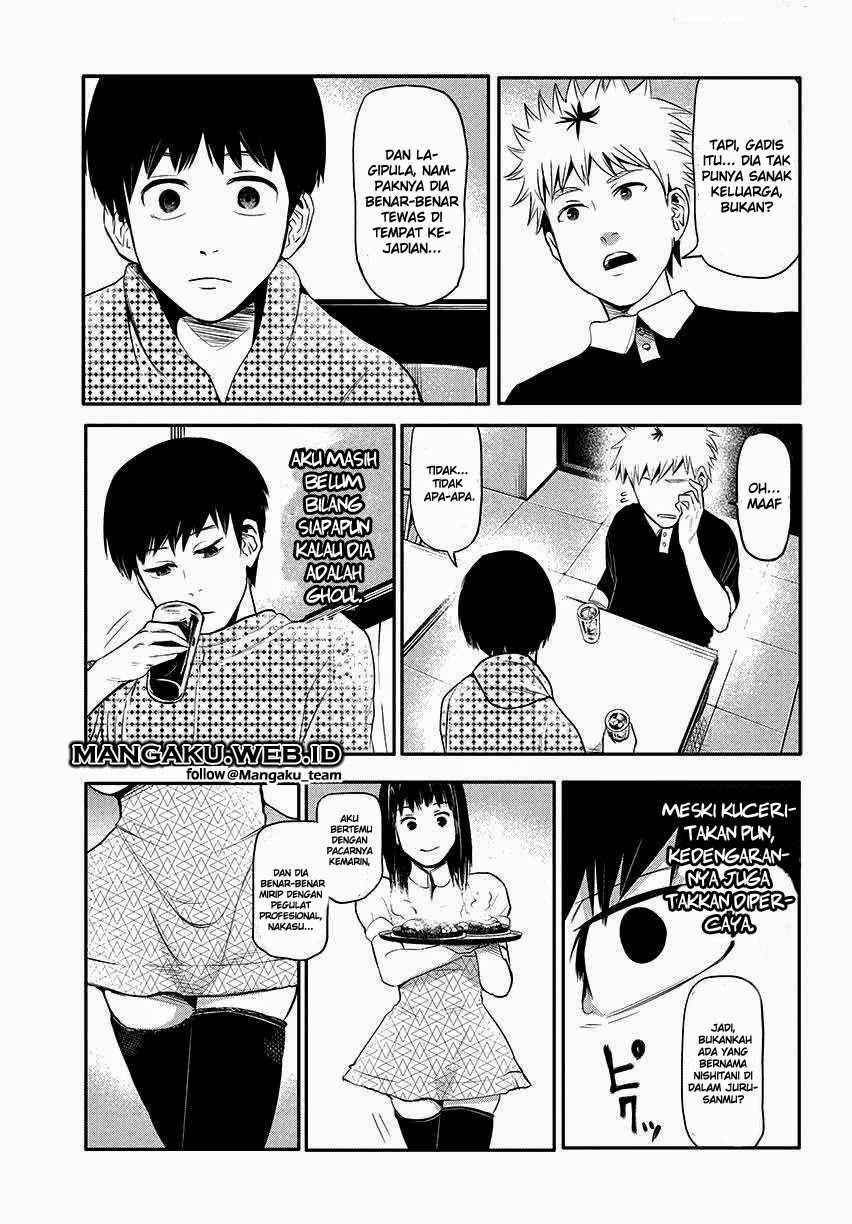 TAPI, GADIS
ITU... DIA TAK
PUNYA SANAK
KELUARGA,
BUKAN?
DAN LA-
GIPULA, NAM-
PAKNYA DIA
BENAR-BENAR
TEWAS DI
TEMPAT KE-
JADIAN...
OH...
MAAF
TIDAK...
TIDAK
APA-APA.
AKU MASIH
BELUM
BILANG
SIAPAPUN
KALAU DIA
ADALAH
GHOUL.
MANGAKU.WEB.ID
follow @Mangaku_team
MESKI KUCERI-
TAKAN PUN,
KEDENGARAN-
NYA JUGA
TAKKAN DIPER-
CAYA.
JADI,
BUKANKAH
ADA YANG
BERNAMA
NISHITANI DI
DALAM JURU-
SANMU?
ピクッ
AKU
BERTEMU
DENGAN
PACARNYA
KEMARIN,
DAN DIA
BENAR-BENAR
MIRIP DENGAN
PEGULAT
PROFESIONAL,
NAKASU...